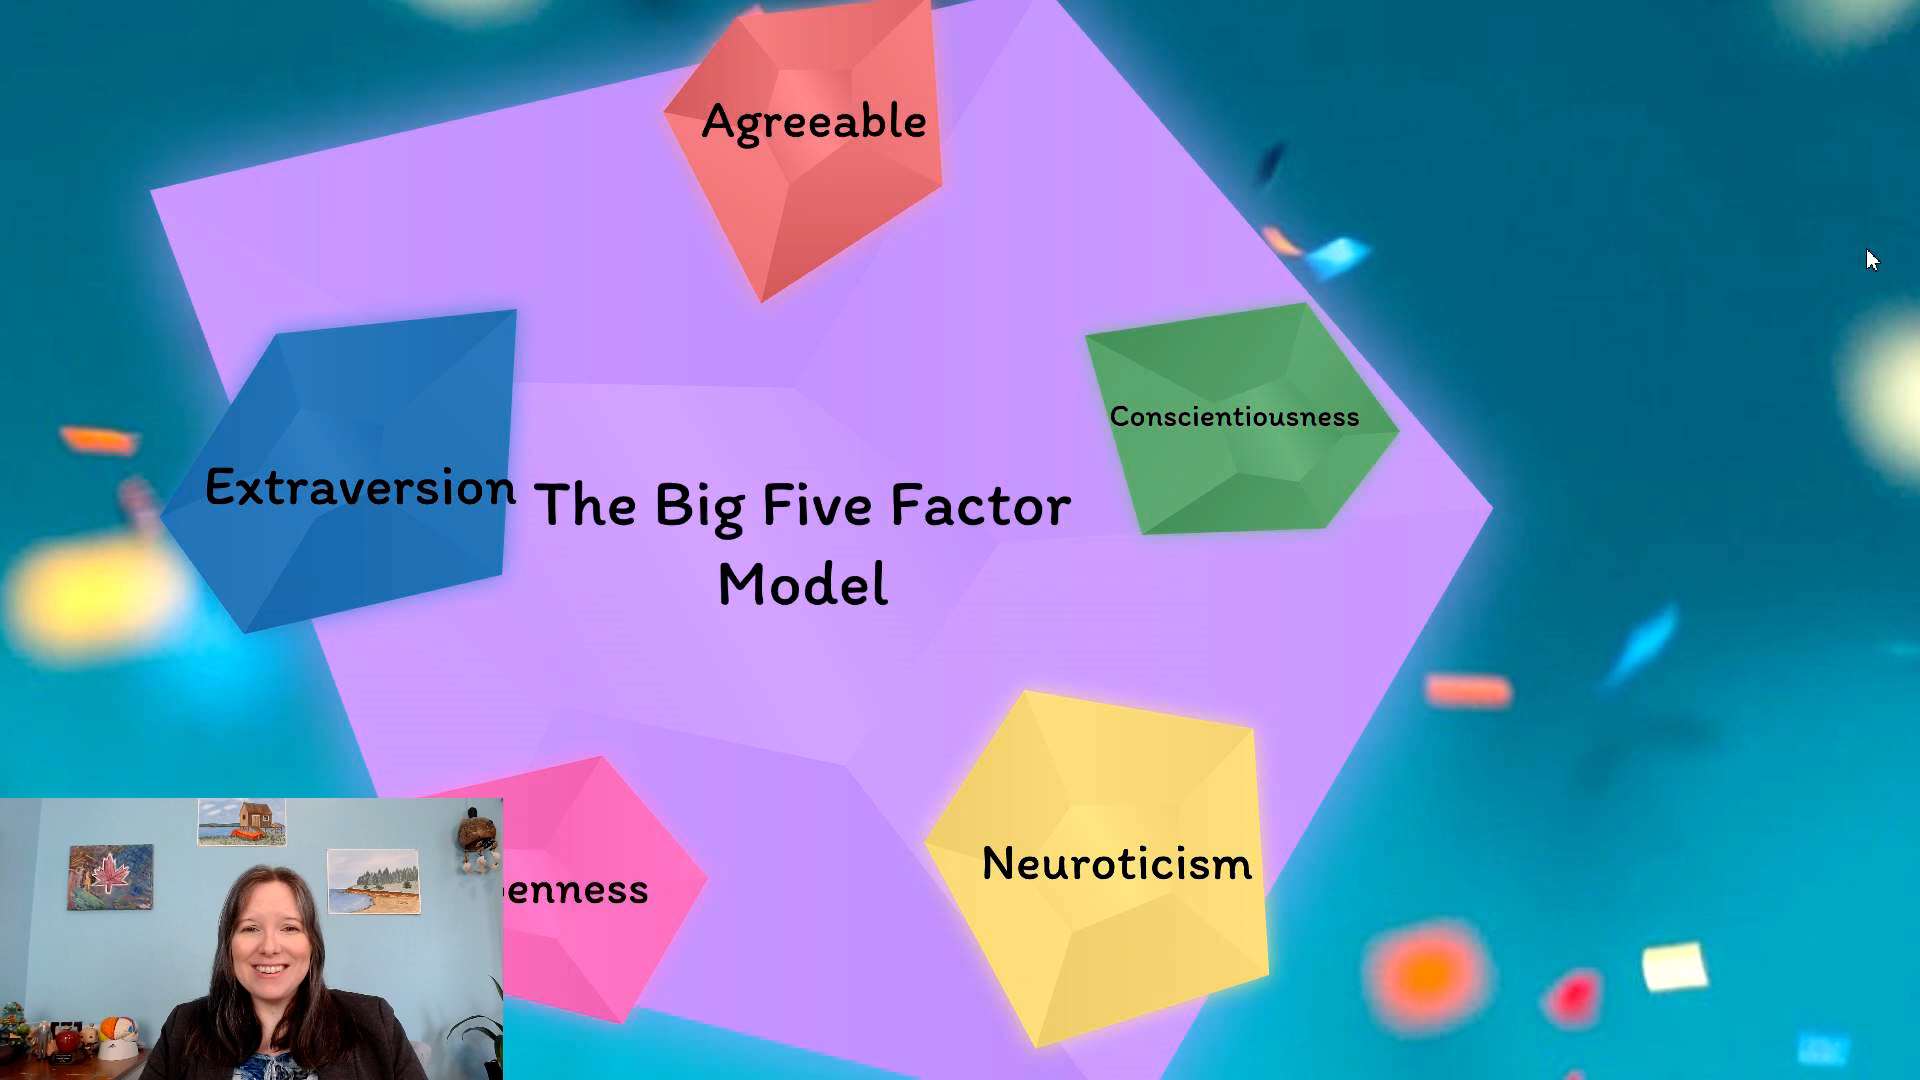 Agreeable
Conscientiousness
Extraversion
The Big Five Factor
Model
Neuroticism
enness